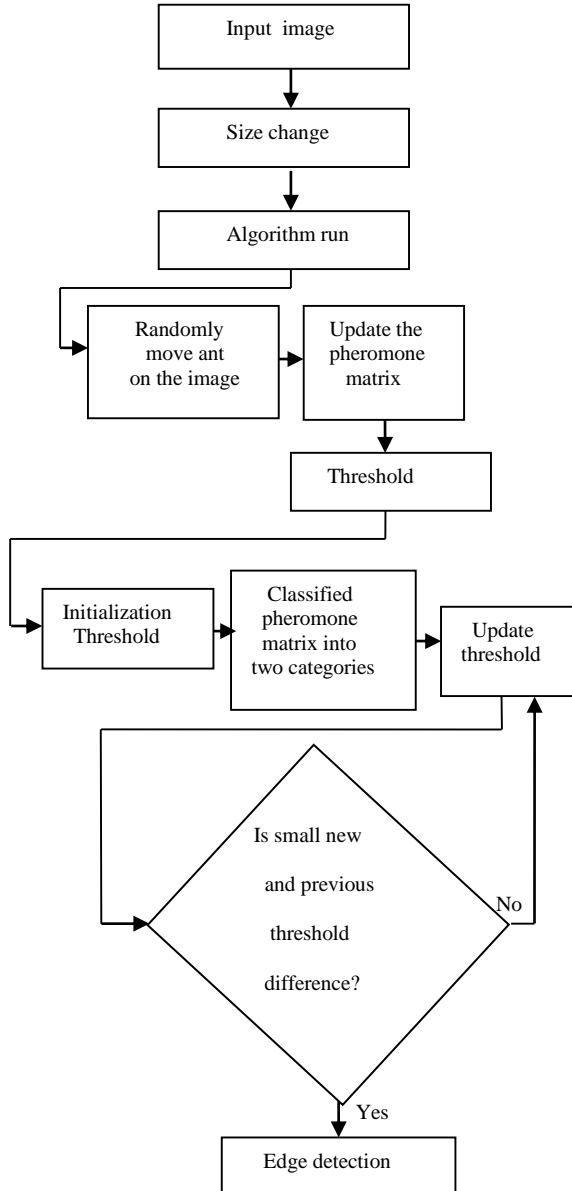 Input image
Size change
Algorithm run
Randomly
move ant
on the image
Update the
pheromone
matrix
Threshold
Initialization
Threshold
Classified
pheromone
matrix into
two categories
Update
threshold
Is small new
and previous
threshold
difference?
No
Yes
Edge detection